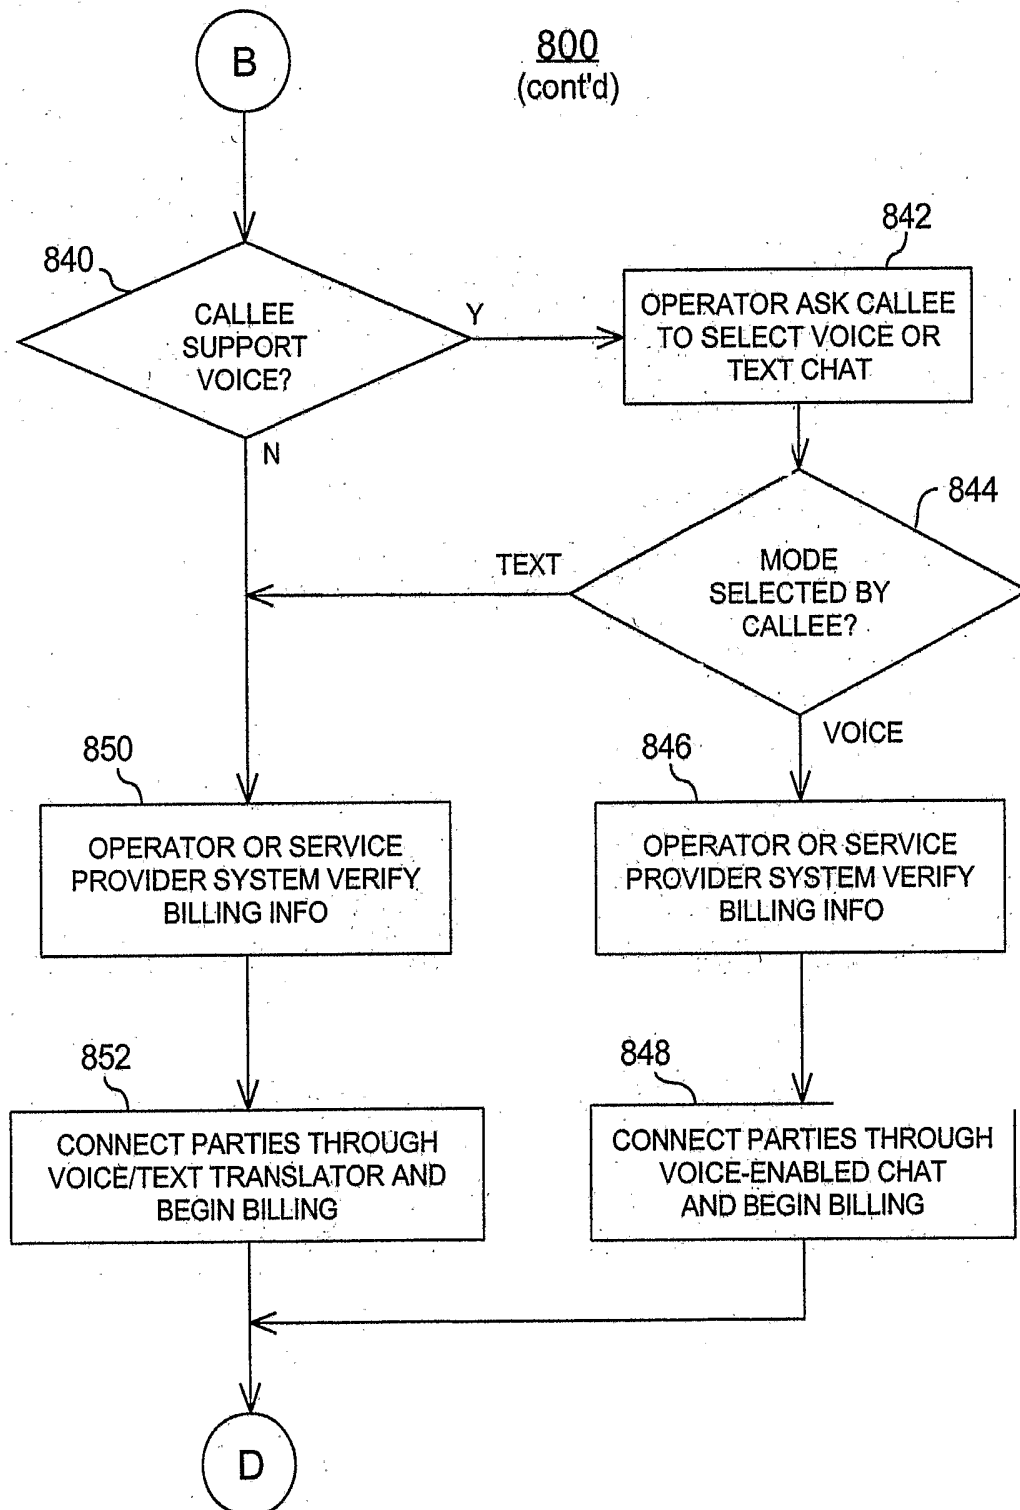 B
800
(cont'd)
840
CALLEE
SUPPORT
VOICE?
Y
N
842
OPERATOR ASK CALLEE
TO SELECT VOICE OR
TEXT CHAT
844
MODE
SELECTED BY
CALLEE?
TEXT
VOICE
850
OPERATOR OR SERVICE
PROVIDER SYSTEM VERIFY
BILLING INFO
846
OPERATOR OR SERVICE
PROVIDER SYSTEM VERIFY
BILLING INFO
852
CONNECT PARTIES THROUGH
VOICE/TEXT TRANSLATOR AND
BEGIN BILLING
848
CONNECT PARTIES THROUGH
VOICE-ENABLED CHAT
AND BEGIN BILLING
D